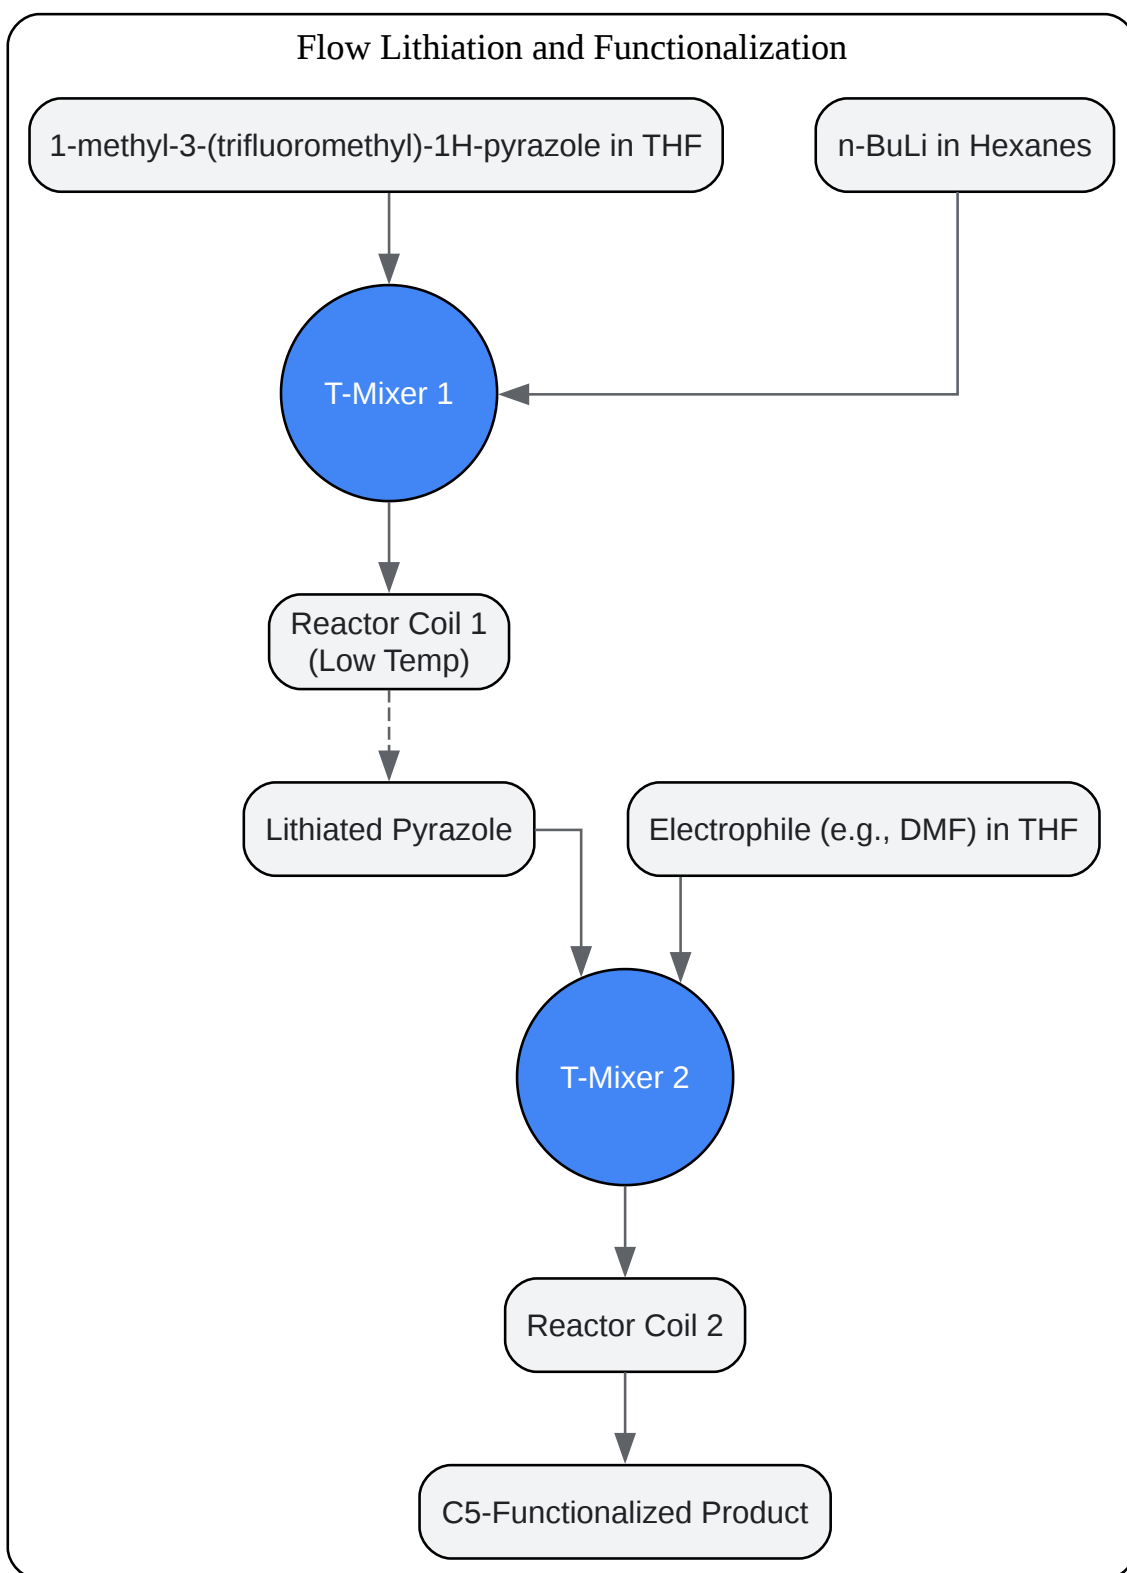 Flow Lithiation and Functionalization
1-methyl-3-(trifluoromethyl)-1H-pyrazole in THF
n-BuLi in Hexanes
T-Mixer 1
Reactor Coil 1
(Low Temp)
Lithiated Pyrazole
Electrophile (e.g., DMF) in THF
T-Mixer 2
Reactor Coil 2
C5-Functionalized Product